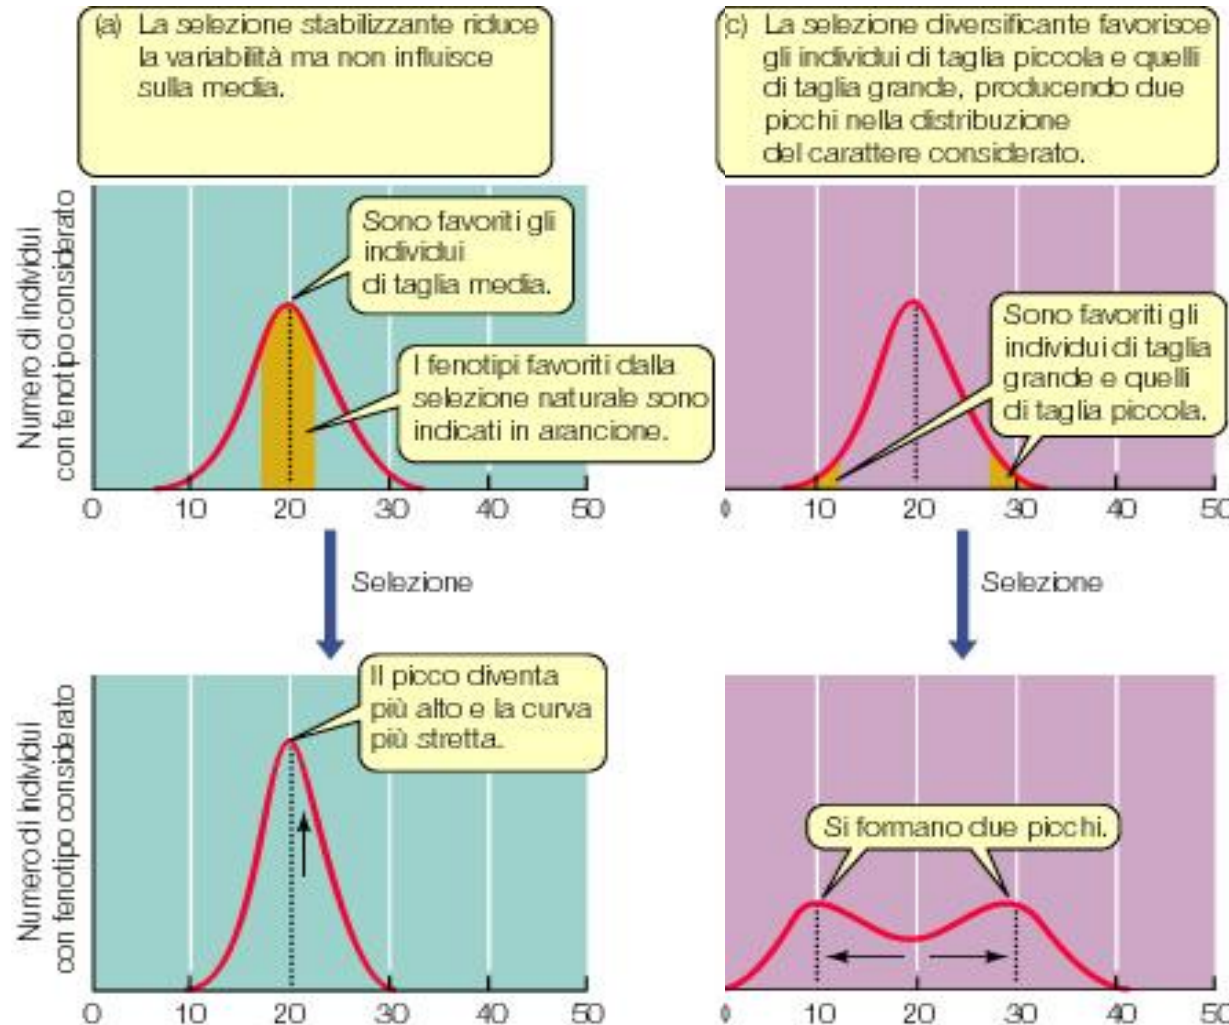 (a) La selezione stabilizzante riduce
la variabilità ma non influisce
sulla media.
Numero di individui
con fenotipo considerato
Sono favoriti gli
individui
di taglia media.
I fenotipi favoriti dalla
selezione naturale sono
indicati in arancione.
0 10 20 30 40 50
Selezione
Il picco diventa
più alto e la curva
più stretta.
Numero di individui
con fenotipo considerato
0 10 20 30 40 50
c) La selezione diversificante favorisce
gli individui di taglia piccola e quelli
di taglia grande, producendo due
picchi nella distribuzione
del carattere considerato.
Sono favoriti gli
individui di taglia
grande e quelli
di taglia piccola.
0 10 20 30 40 50
Selezione
Si formano due picchi.
0 10 20 30 40 50